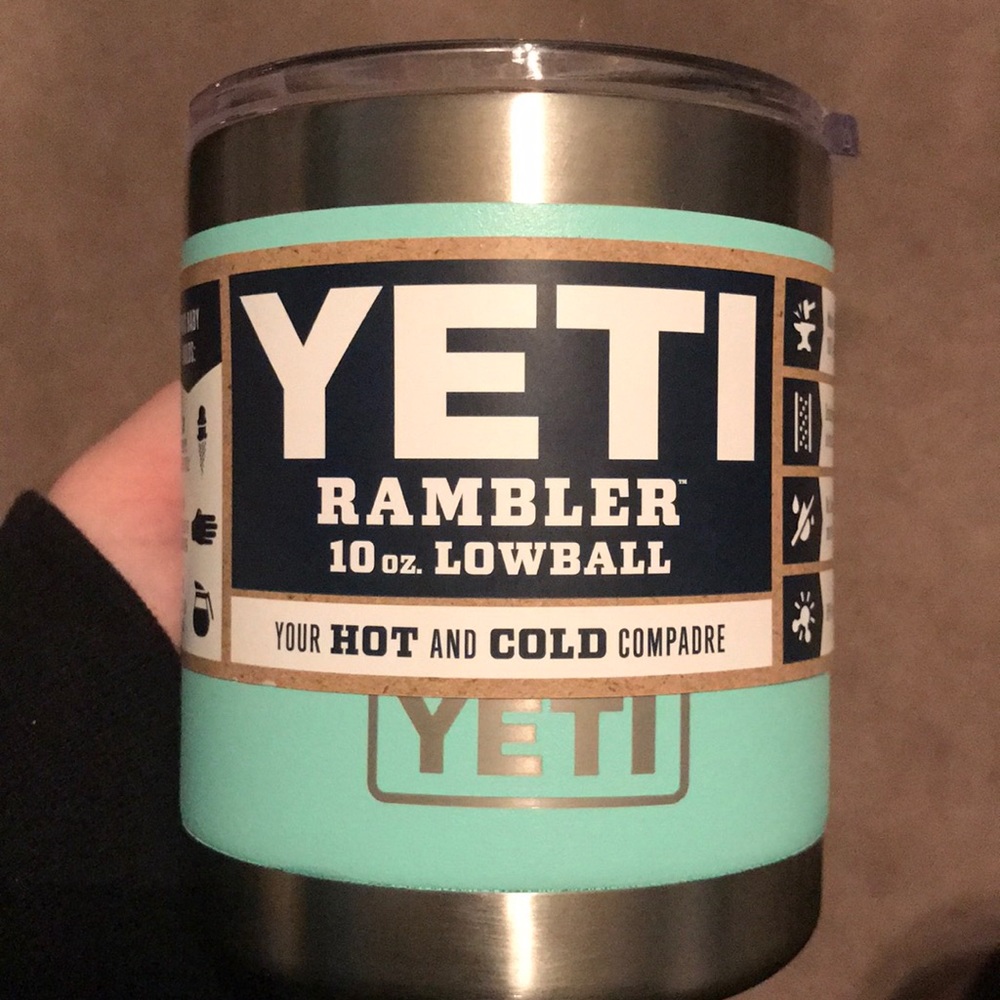 YETI
RAMBLER™
10 oz. LOWBALL
YOUR HOT AND COLD COMPADRE
YETI